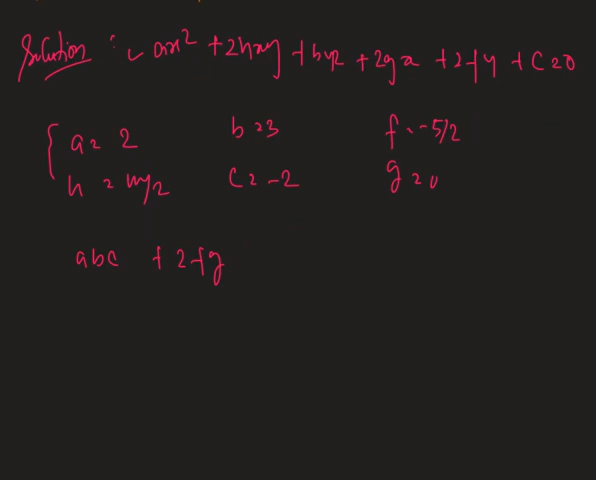 Solution : ax² + 2hxy + by² + 2gx + 2fy + c = 0
a = 2 b = 3 f = -5/2
h = m/2 c = -2 g = 0
abc + 2fg